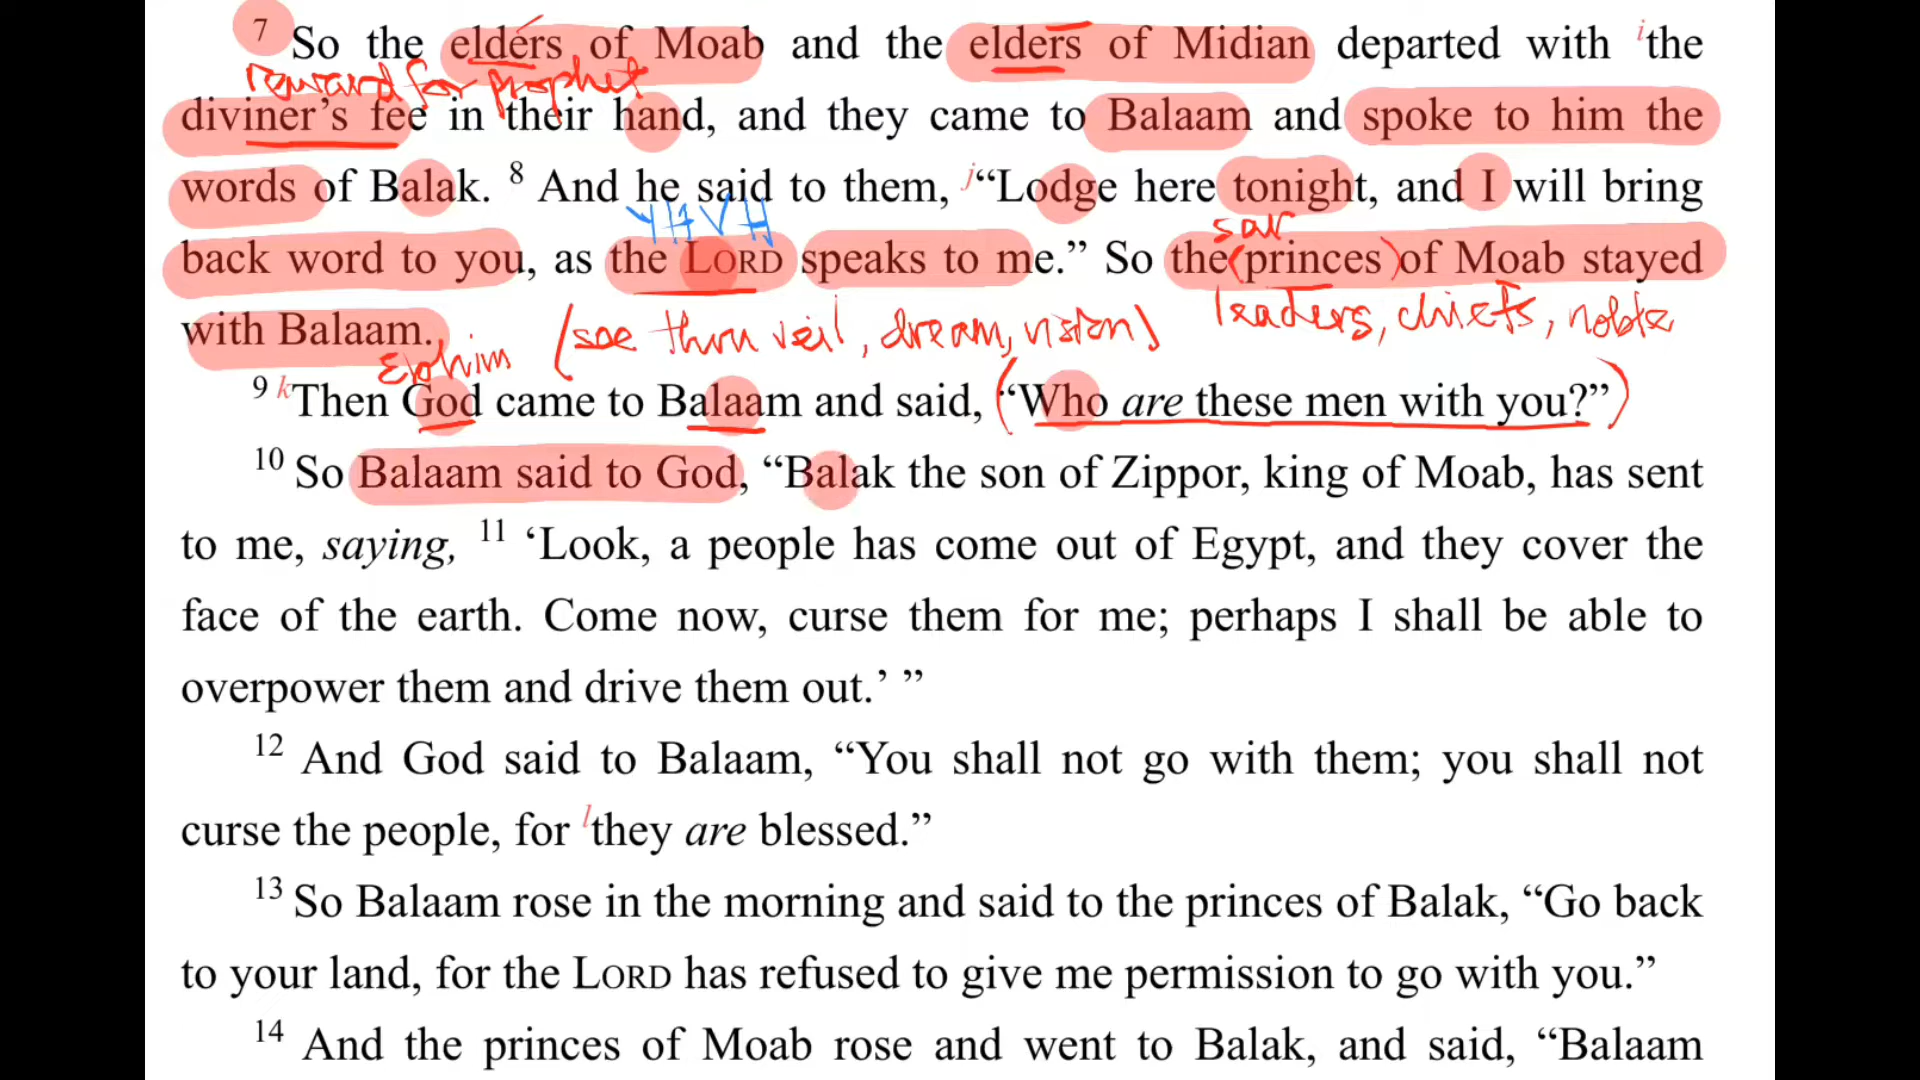 7 So the elders of Moab and the elders of Midian departed with i the
reward for prophet
diviner’s fee in their hand, and they came to Balaam and spoke to him the
words of Balak. 8 And he said to them, j “Lodge here tonight, and I will bring
YHVH
sar
back word to you, as the LORD speaks to me.” So the (princes) of Moab stayed
leaders, chiefs, noble
with Balaam.
(see thru veil, dream, vision)
Elohim
9 k Then God came to Balaam and said, (“Who are these men with you?”)
10 So Balaam said to God, “Balak the son of Zippor, king of Moab, has sent
to me, saying, 11 ‘Look, a people has come out of Egypt, and they cover the
face of the earth. Come now, curse them for me; perhaps I shall be able to
overpower them and drive them out.’ ”
12 And God said to Balaam, “You shall not go with them; you shall not
curse the people, for l they are blessed.”
13 So Balaam rose in the morning and said to the princes of Balak, “Go back
to your land, for the LORD has refused to give me permission to go with you.”
14 And the princes of Moab rose and went to Balak, and said, “Balaam